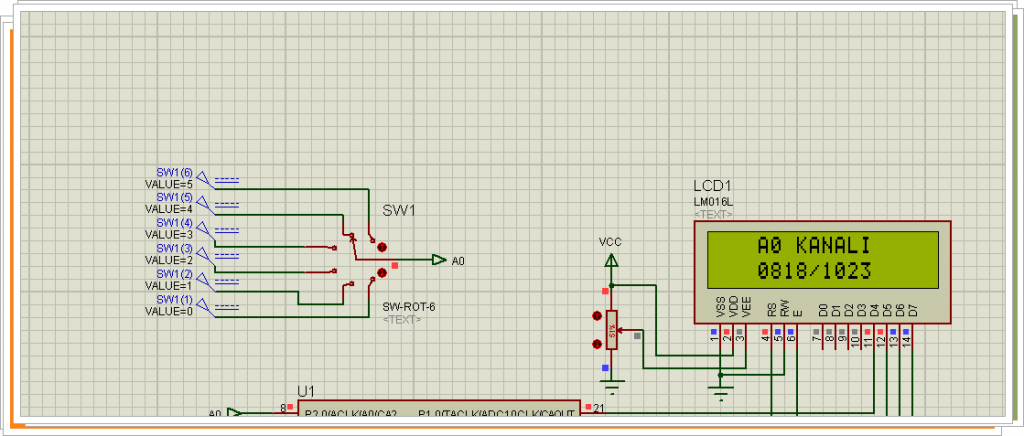 SW1(6)
VALUE=5
SW1(5)
VALUE=4
SW1(4)
VALUE=3
SW1(3)
VALUE=2
SW1(2)
VALUE=1
SW1(1)
VALUE=0
SW1
A0
SW-ROT-6
<TEXT>
VCC
51%
LCD1
LM016L
<TEXT>
A0 KANALI
0818/1023
VSS VDD VEE RS RW E D0 D1 D2 D3 D4 D5 D6 D7
1 2 3 4 5 6 7 8 9 10 11 12 13 14
U1
A0 8 P2.0/ACLK/A0/CA2 P1.0/TACLK/ADC10CLK/CAOUT 21